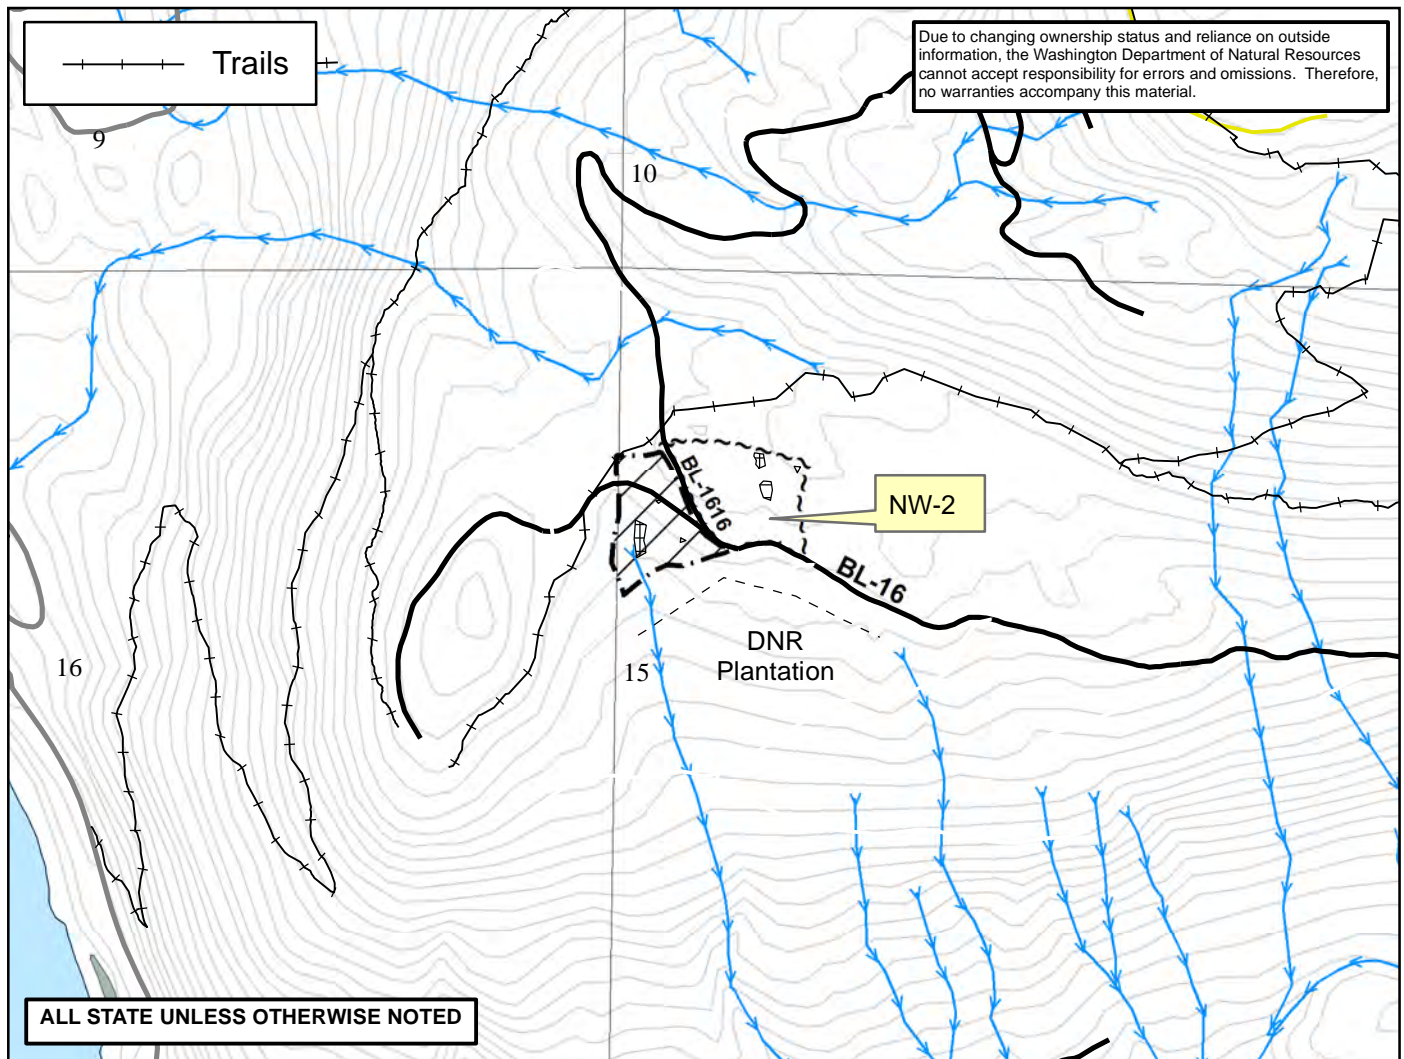 Trails
Due to changing ownership status and reliance on outside
information, the Washington Department of Natural Resources
cannot accept responsibility for errors and omissions.  Therefore,
no warranties accompany this material.
9
10
BL-1616
NW-2
BL-16
DNR
Plantation
16
15
ALL STATE UNLESS OTHERWISE NOTED